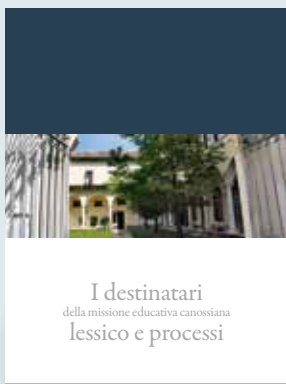 I destinatari
della missione educativa canossiana
lessico e processi